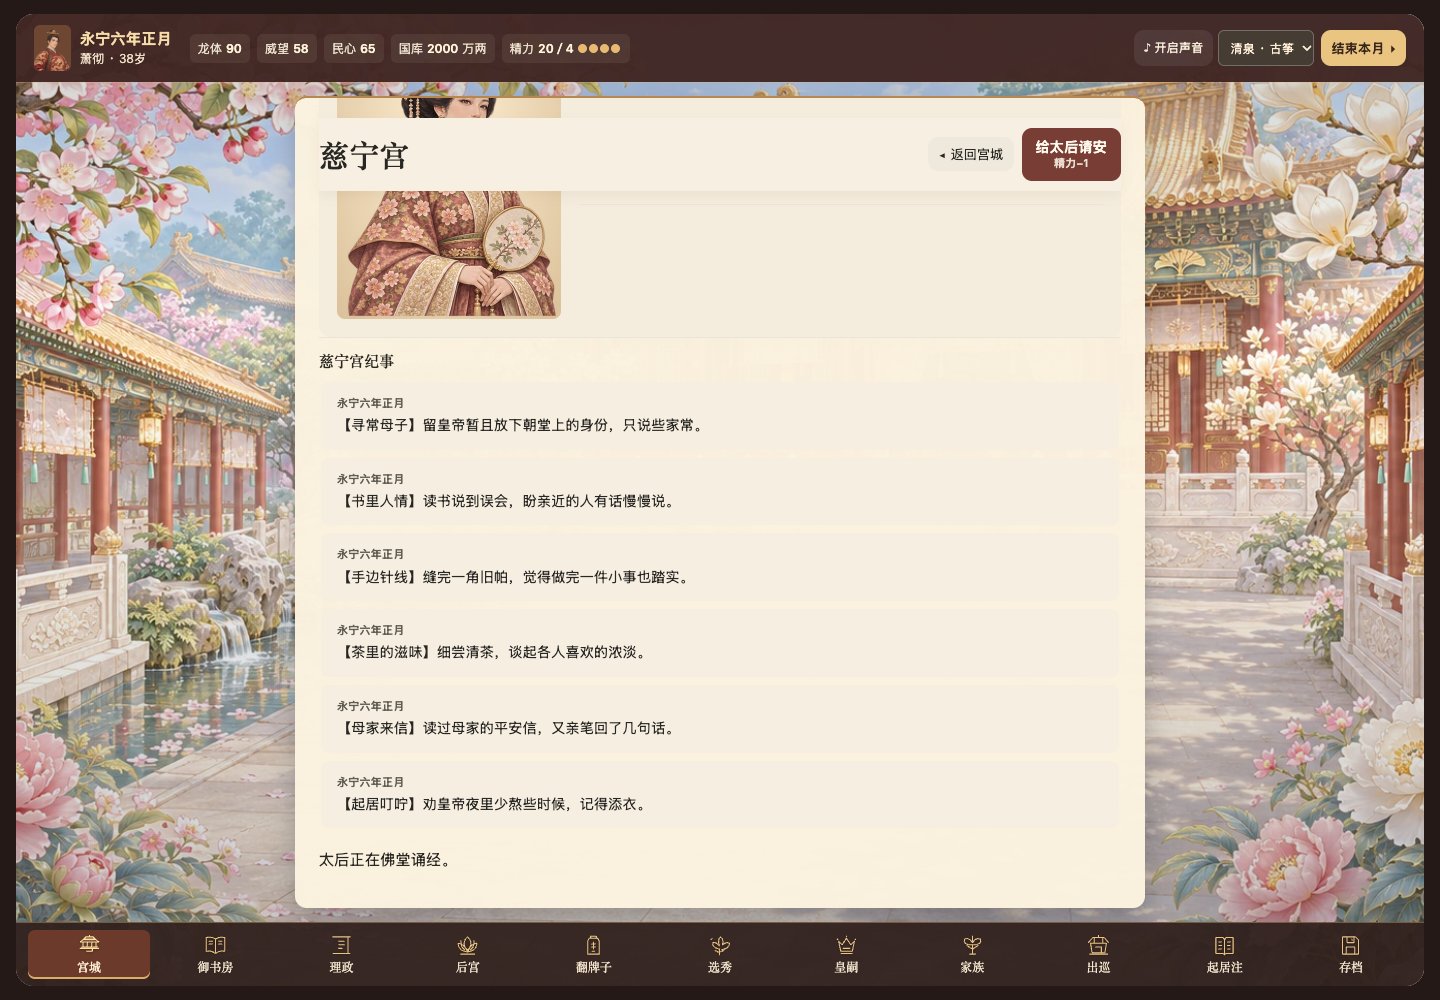 永宁六年正月
萧彻 · 38岁
龙体 90
威望 58
民心 65
国库 2000 万两
精力 20 / 4
♪ 开启声音
清泉 · 古筝
结束本月 ▸
慈宁宫
◂ 返回宫城
给太后请安
精力−1
慈宁宫纪事
永宁六年正月
【寻常母子】留皇帝暂且放下朝堂上的身份，只说些家常。
永宁六年正月
【书里人情】读书说到误会，盼亲近的人有话慢慢说。
永宁六年正月
【手边针线】缝完一角旧帕，觉得做完一件小事也踏实。
永宁六年正月
【茶里的滋味】细尝清茶，谈起各人喜欢的浓淡。
永宁六年正月
【母家来信】读过母家的平安信，又亲笔回了几句话。
永宁六年正月
【起居叮咛】劝皇帝夜里少熬些时候，记得添衣。
太后正在佛堂诵经。
宫城
御书房
理政
后宫
翻牌子
选秀
皇嗣
家族
出巡
起居注
存档